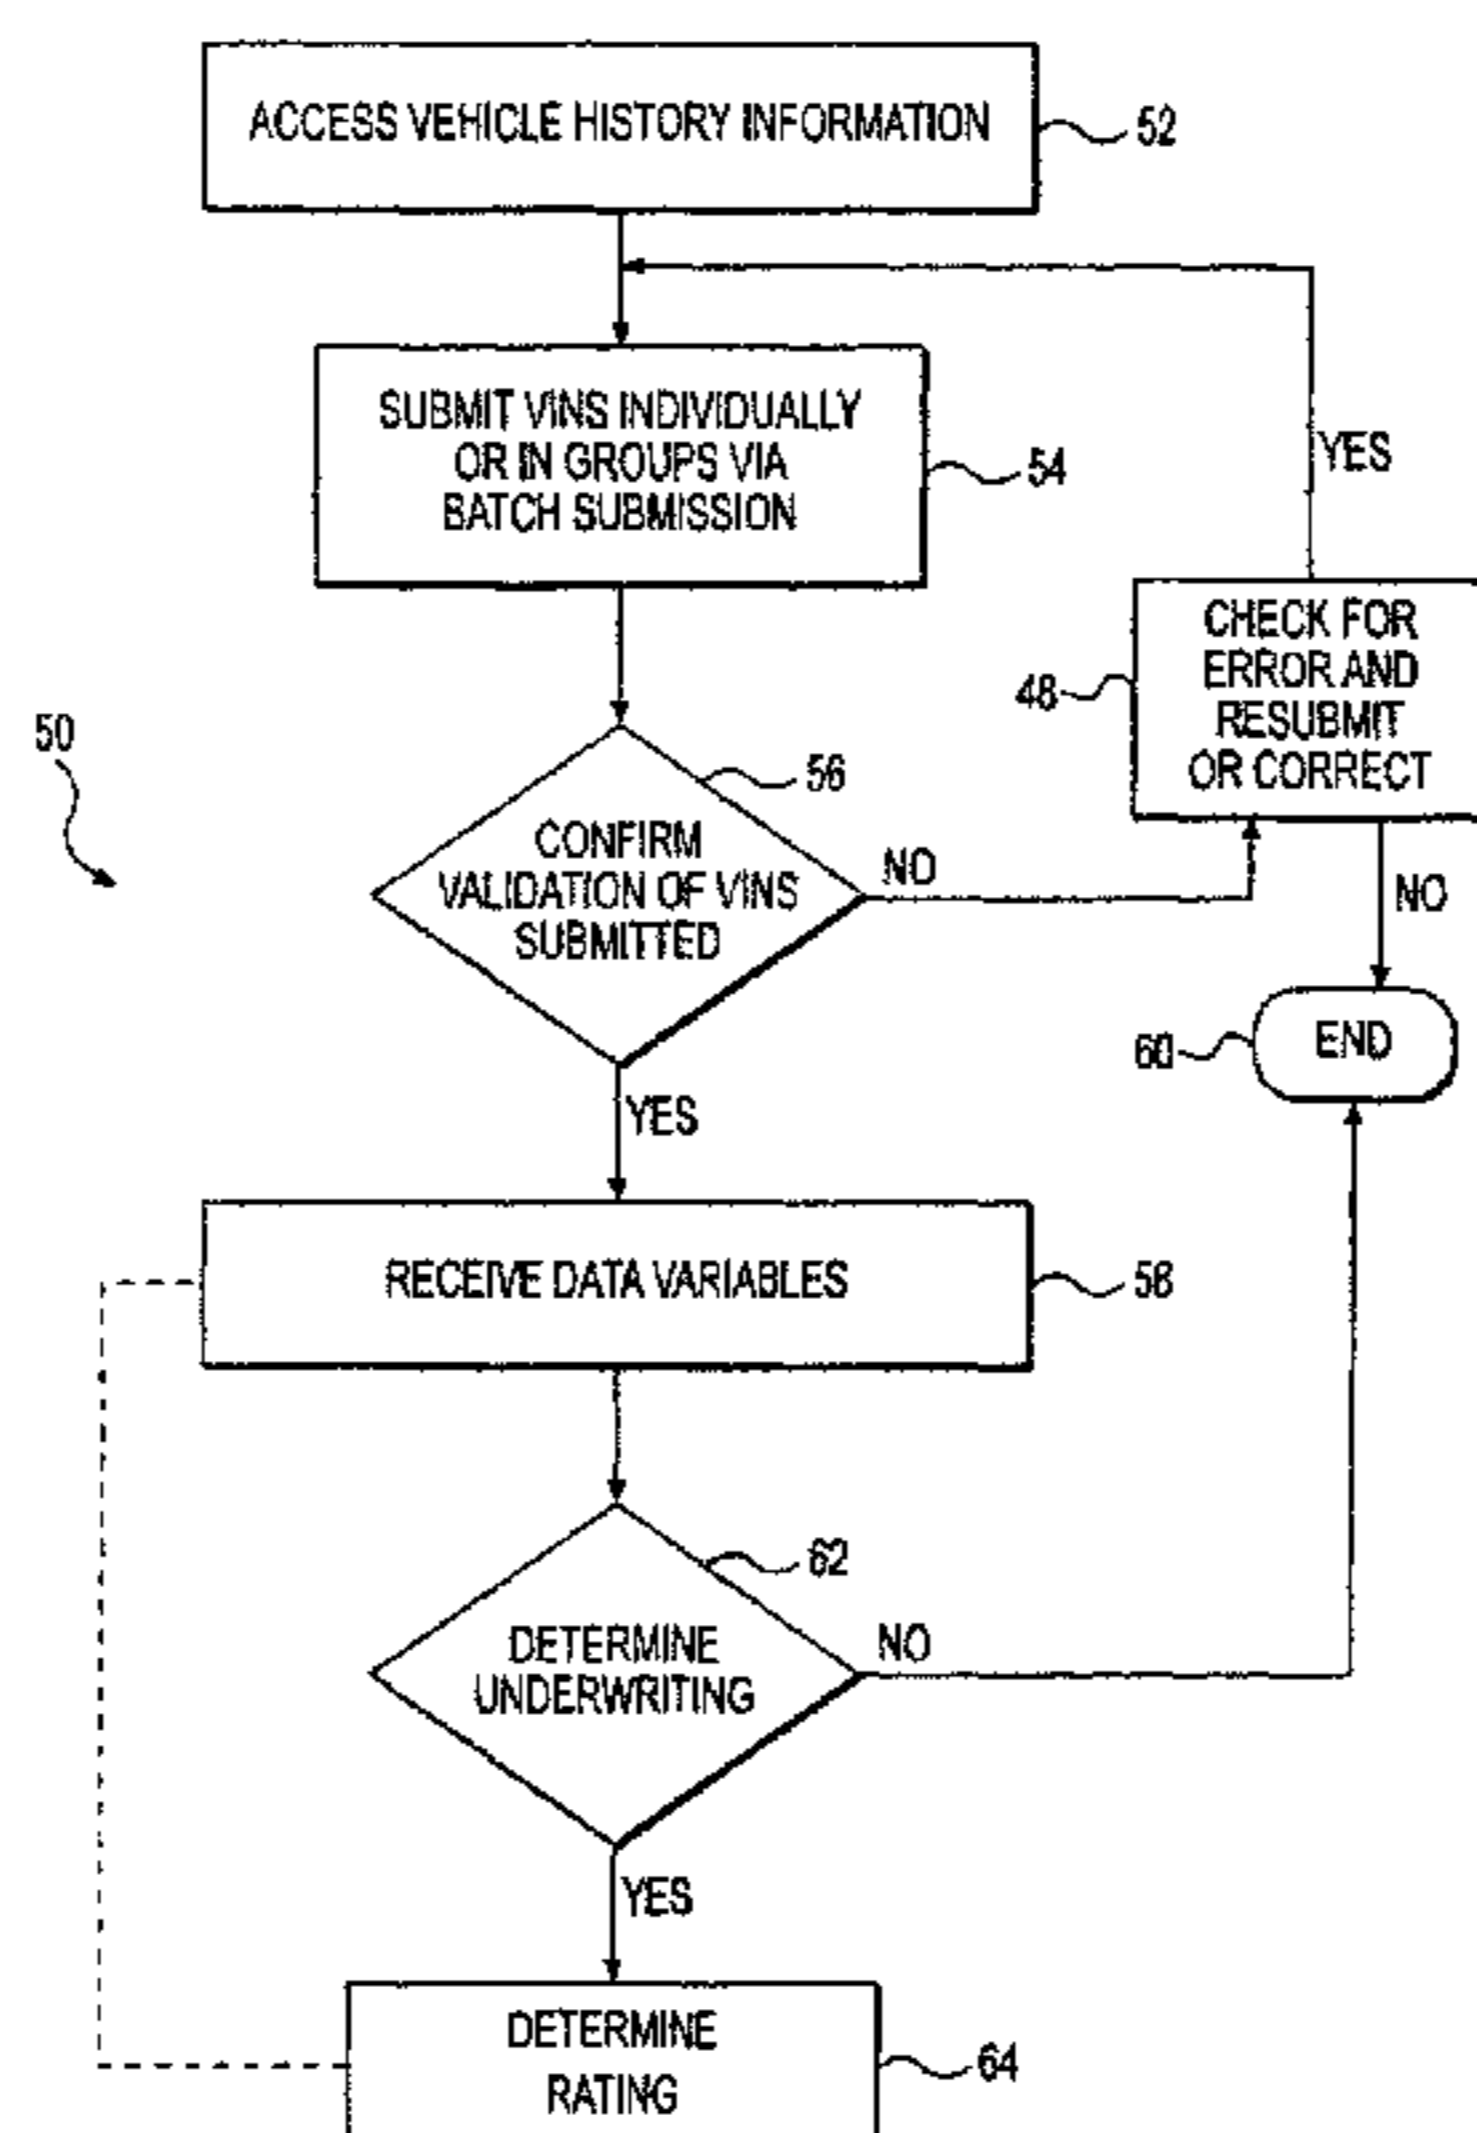 ACCESS VEHICLE HISTORY INFORMATION
52
SUBMIT VINS INDIVIDUALLY
OR IN GROUPS VIA
BATCH SUBMISSION
54
YES
CHECK FOR
ERROR AND
RESUBMIT
OR CORRECT
48
50
56
CONFIRM
VALIDATION OF VINS
SUBMITTED
NO
NO
END
60
YES
RECEIVE DATA VARIABLES
58
62
DETERMINE
UNDERWRITING
NO
YES
DETERMINE
RATING
64